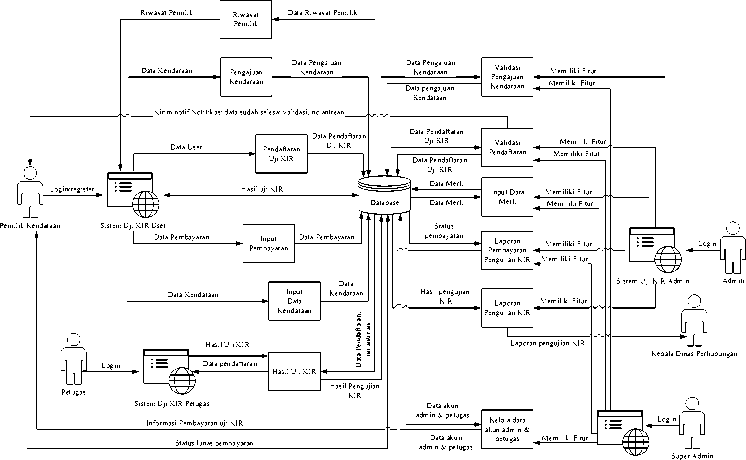 Riwayat Pemilik
Riwayat
Pemilik
Data Riwayat Pemilik
Data Kendaraan
Pengajuan
Kendaraan
Data Pengajuan
Kendaraan
Data Pengajuan
Kendaraan
Data pengajuan
Kendataan
Validasi
Pengajuan
Kendaraan
Memiliki Fitur
Memiliki Fitur
Kirim notif Notifikasi data sudah selesai validasi, no antrean
Data User
Pendaftaran
Uji KIR
Data Pendaftaran
Uji KIR
Data Pendaftaran
Uji KIR
Data Pendaftaran
Uji KIR
Validasi
Pendaftaran
Memiliki Fitur
Memiliki Fitur
Login/register
Pemilik Kendaraan
Sistem Uji KIR User
Hasil uji KIR
Database
Data Merk
Data Merk
Input Data
Merk
Memiliki Fitur
Memiliki Fitur
Data Pembayaran
Input
Pembayaran
Data Pembayaran
Status
pembayatan
Laporan
Pembayaran
Pengujian KIR
Memiliki Fitur
Memiliki Fitur
Login
Admin
Sistem Uji KIR Admin
Data Kendataan
Input
Data
Kendataan
Data
Kendaraan
Hasil pengujian
KIR
Laporan
Pengujian KIR
Memiliki Fitur
Laporan pengujian KIR
Kepala Dinas Perhubungan
Login
Petugas
Sistem Uji KIR Petugas
Hasil Uji KIR
Data pendaftaran
Hasil Uji KIR
Data Pendaftaran,
Hasil Pengujian
KIR
Informasi Pembayaran uji KIR
Status lunas pembayaran
Data akun
admin & petugas
Data akun
admin & petugas
Kelola data
akun admin &
petugas
Memiliki Fitur
Login
Super Admin